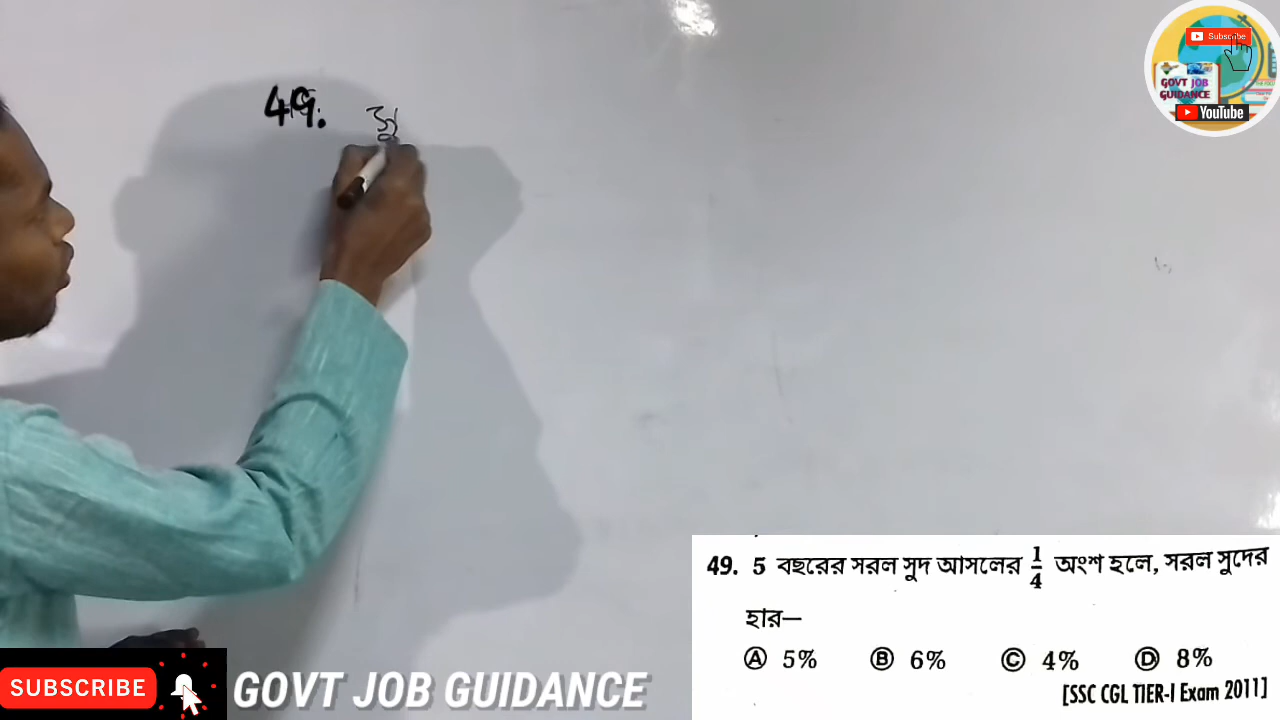 49. সু
Subscribe
GOVT JOB
GUIDANCE
YouTube
49. 5 বছরের সরল সুদ আসলের 1/4 অংশ হলে, সরল সুদের
হার—
Ⓐ 5% Ⓑ 6% Ⓒ 4% Ⓓ 8%
[SSC CGL TIER-I Exam 2011]
SUBSCRIBE
GOVT JOB GUIDANCE